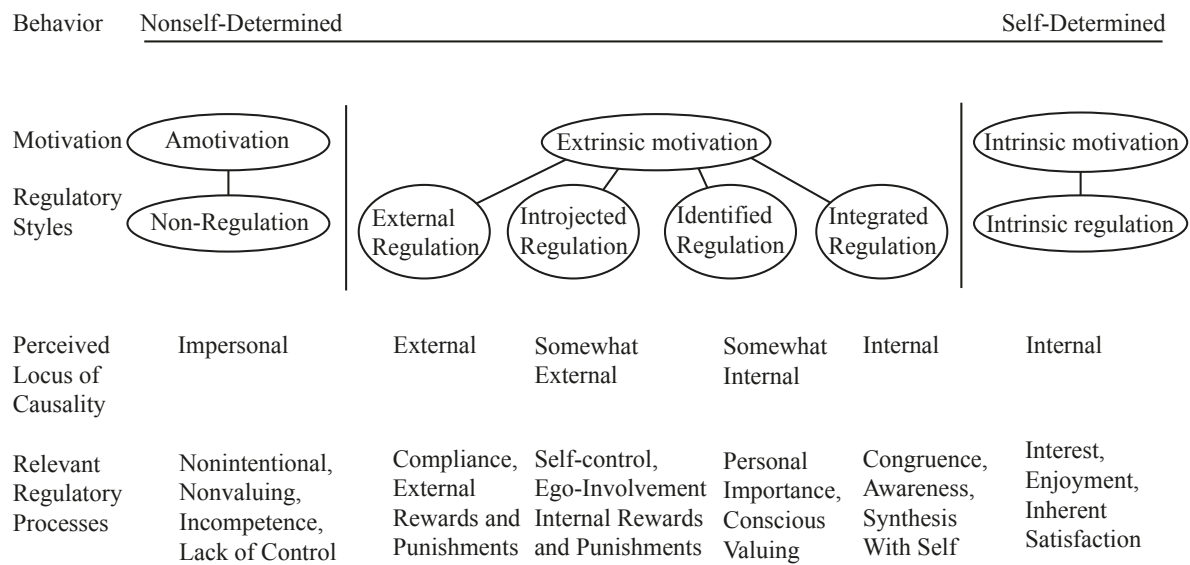 Behavior Nonself-Determined Self-Determined
Motivation Amotivation Extrinsic motivation Intrinsic motivation
Regulatory
Styles
Non-Regulation
External
Regulation
Introjected
Regulation
Identified
Regulation
Integrated
Regulation
Intrinsic regulation
Perceived
Locus of
Causality
Impersonal
External
Somewhat
External
Somewhat
Internal
Internal
Internal
Relevant
Regulatory
Processes
Nonintentional,
Nonvaluing,
Incompetence,
Lack of Control
Compliance,
External
Rewards and
Punishments
Self-control,
Ego-Involvement
Internal Rewards
and Punishments
Personal
Importance,
Conscious
Valuing
Congruence,
Awareness,
Synthesis
With Self
Interest,
Enjoyment,
Inherent
Satisfaction